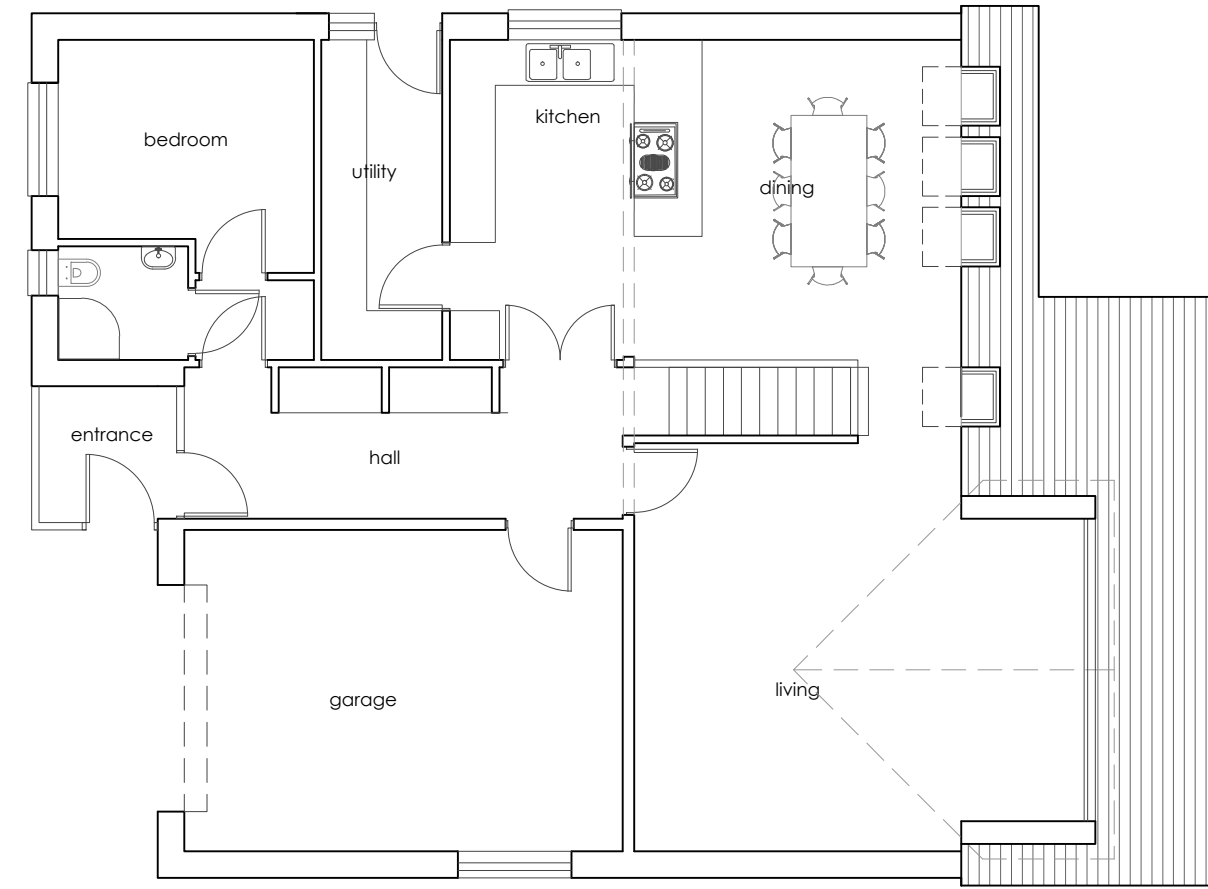 kitchen
bedroom
utility
dining
entrance
hall
living
garage